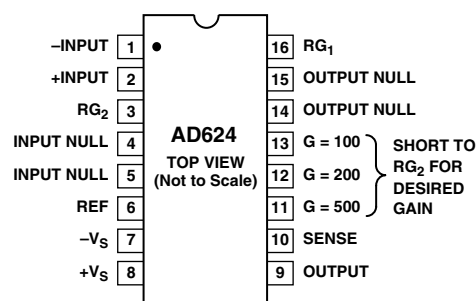 –INPUT 1
+INPUT 2
RG2 3
INPUT NULL 4
INPUT NULL 5
REF 6
–VS 7
+VS 8
AD624
TOP VIEW
(Not to Scale)
16 RG1
15 OUTPUT NULL
14 OUTPUT NULL
13 G = 100
12 G = 200
11 G = 500
10 SENSE
9 OUTPUT
SHORT TO
RG2 FOR
DESIRED
GAIN